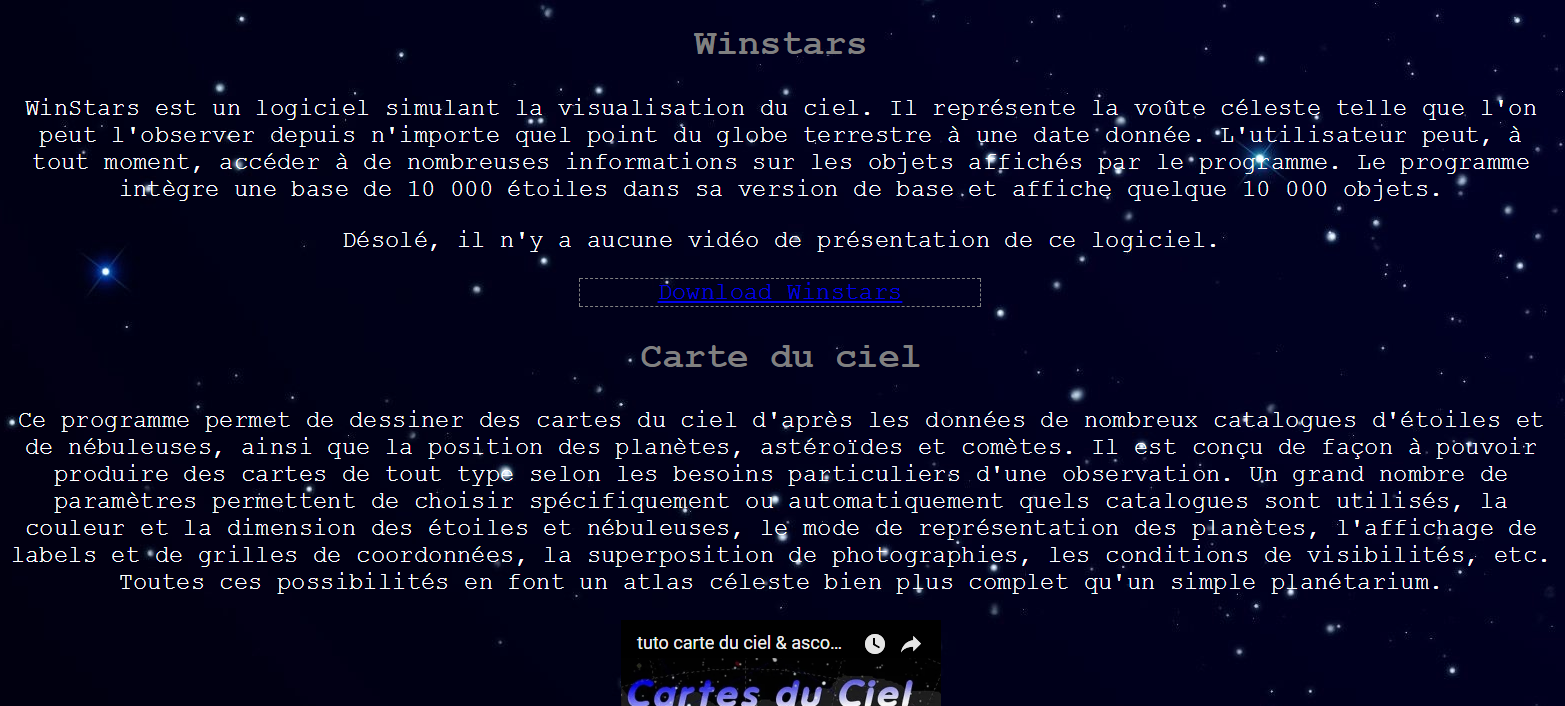 Winstars
WinStars est un logiciel simulant la visualisation du ciel. Il représente la voûte céleste telle que l'on
peut l'observer depuis n'importe quel point du globe terrestre à une date donnée. L'utilisateur peut, à
tout moment, accéder à de nombreuses informations sur les objets affichés par le programme. Le programme
intègre une base de 10 000 étoiles dans sa version de base et affiche quelque 10 000 objets.
Désolé, il n'y a aucune vidéo de présentation de ce logiciel.
Download Winstars
Carte du ciel
Ce programme permet de dessiner des cartes du ciel d'après les données de nombreux catalogues d'étoiles et
de nébuleuses, ainsi que la position des planètes, astéroïdes et comètes. Il est conçu de façon à pouvoir
produire des cartes de tout type selon les besoins particuliers d'une observation. Un grand nombre de
paramètres permettent de choisir spécifiquement ou automatiquement quels catalogues sont utilisés, la
couleur et la dimension des étoiles et nébuleuses, le mode de représentation des planètes, l'affichage de
labels et de grilles de coordonnées, la superposition de photographies, les conditions de visibilités, etc.
Toutes ces possibilités en font un atlas céleste bien plus complet qu'un simple planétarium.
tuto carte du ciel & asco...
Cartes du Ciel